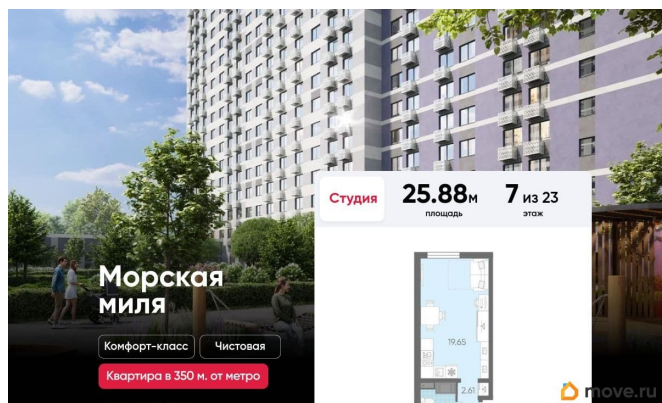 Студия
25.88м
площадь
7 из 23
этаж
Морская
миля
Комфорт-класс
Чистовая
Квартира в 350 м. от метро
19.65
2.61
move.ru